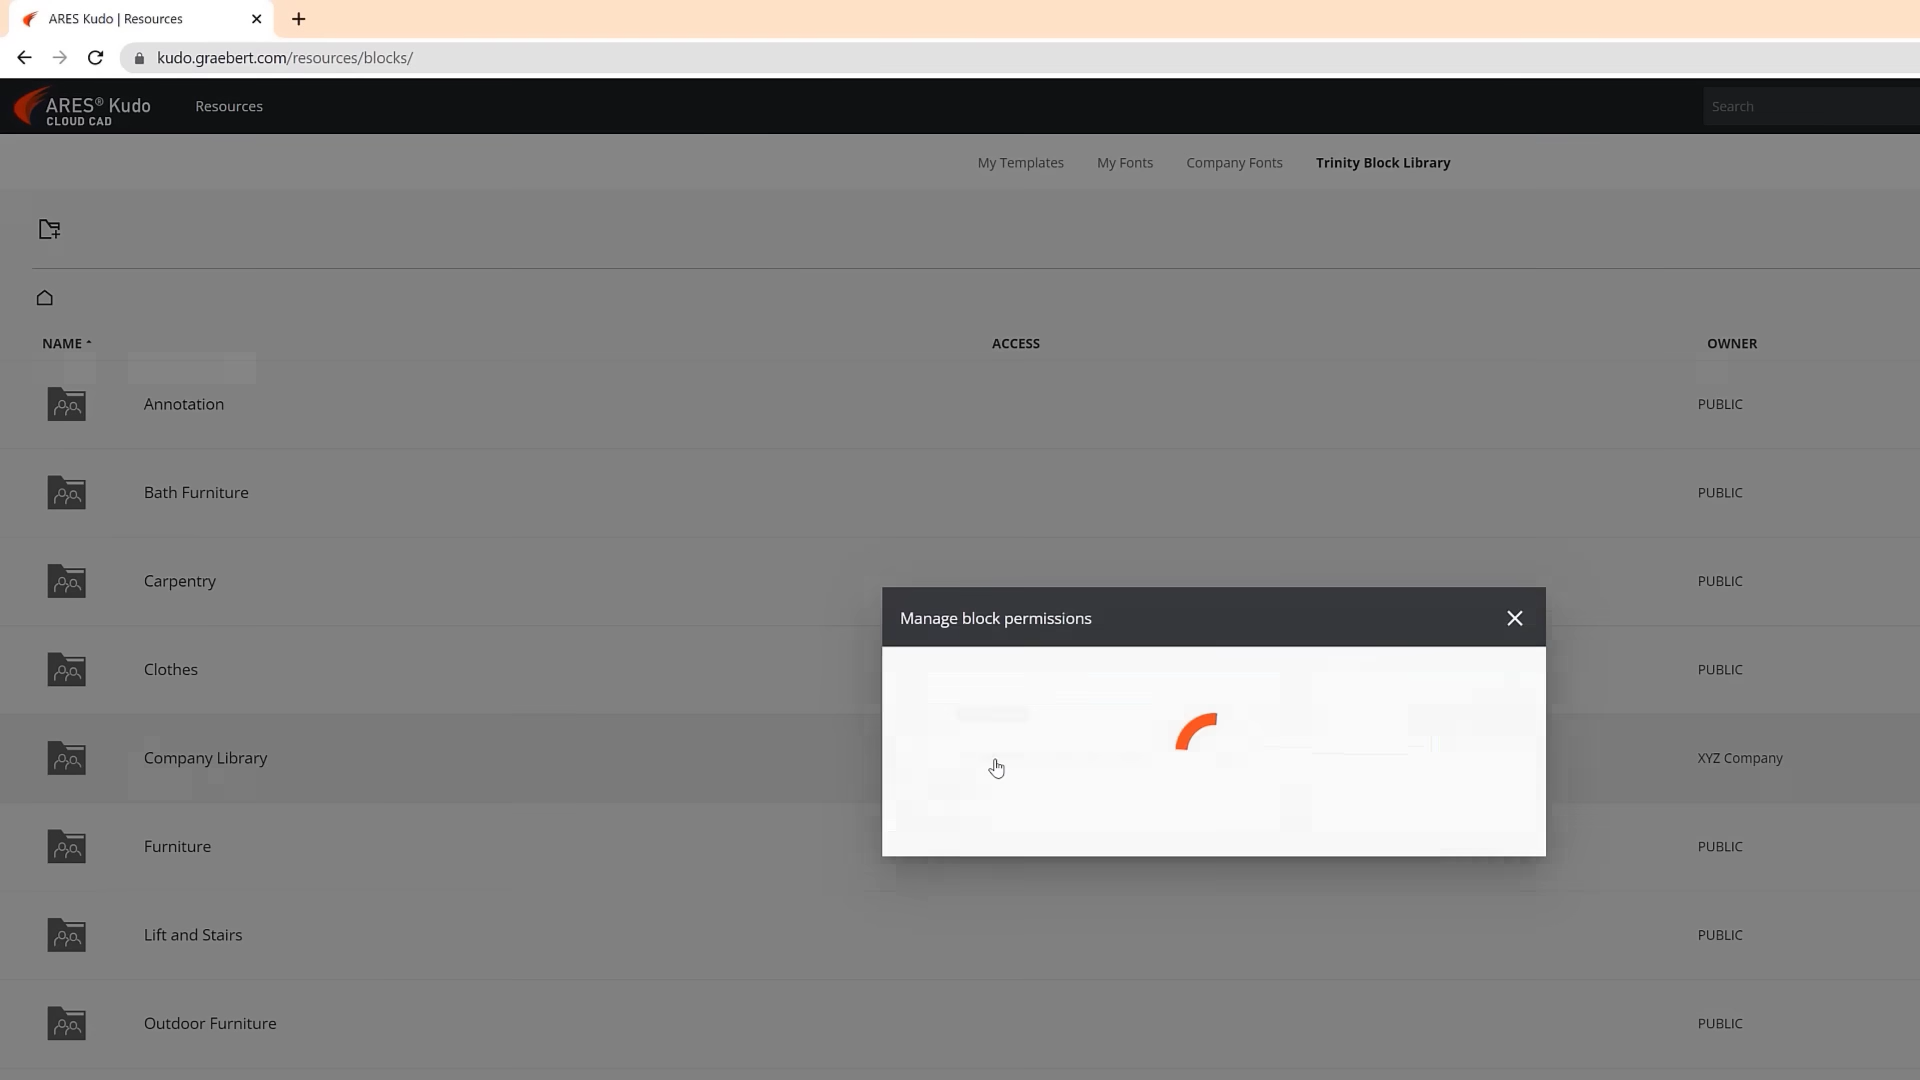 ARES Kudo | Resources
kudo.graebert.com/resources/blocks/
ARES® Kudo
CLOUD CAD
Resources
Search
My Templates
My Fonts
Company Fonts
Trinity Block Library
NAME
ACCESS
OWNER
Annotation
PUBLIC
Bath Furniture
PUBLIC
Carpentry
PUBLIC
Manage block permissions
Clothes
PUBLIC
Company Library
XYZ Company
Furniture
PUBLIC
Lift and Stairs
PUBLIC
Outdoor Furniture
PUBLIC